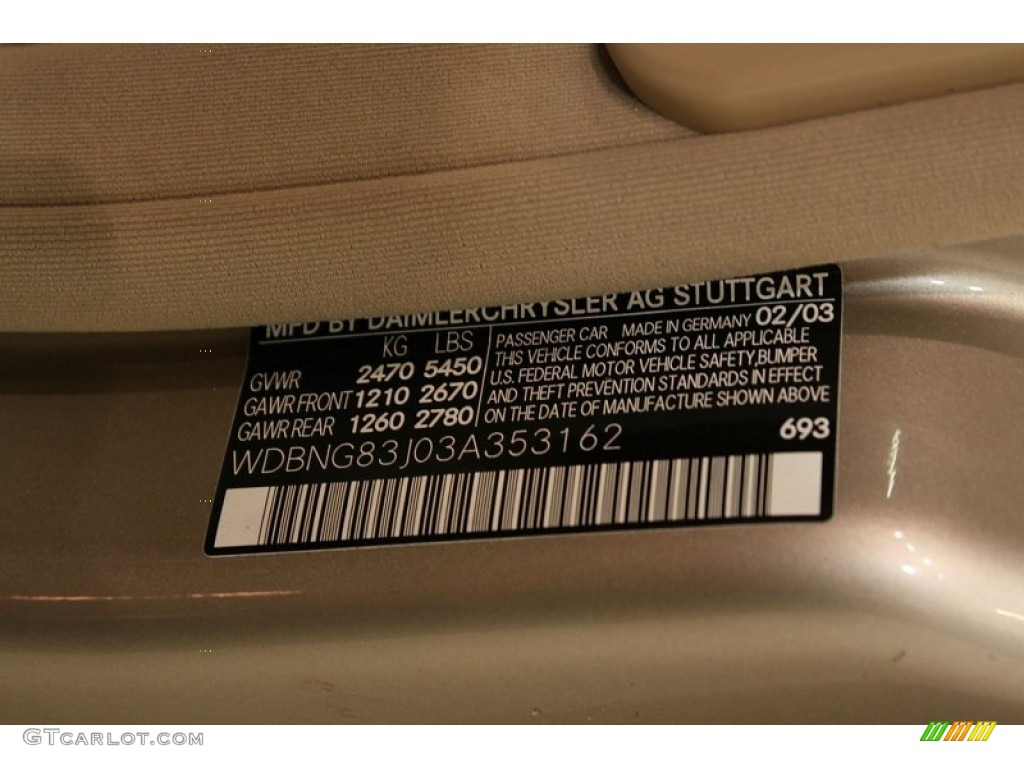 MFD BY DAIMLERCHRYSLER AG STUTTGART
KG LBS
GVWR 2470 5450
GAWR FRONT 1210 2670
GAWR REAR 1260 2780
PASSENGER CAR MADE IN GERMANY 02/03
THIS VEHICLE CONFORMS TO ALL APPLICABLE
U.S. FEDERAL MOTOR VEHICLE SAFETY,BUMPER
AND THEFT PREVENTION STANDARDS IN EFFECT
ON THE DATE OF MANUFACTURE SHOWN ABOVE
693
WDBNG83J03A353162
GTCARLOT.COM